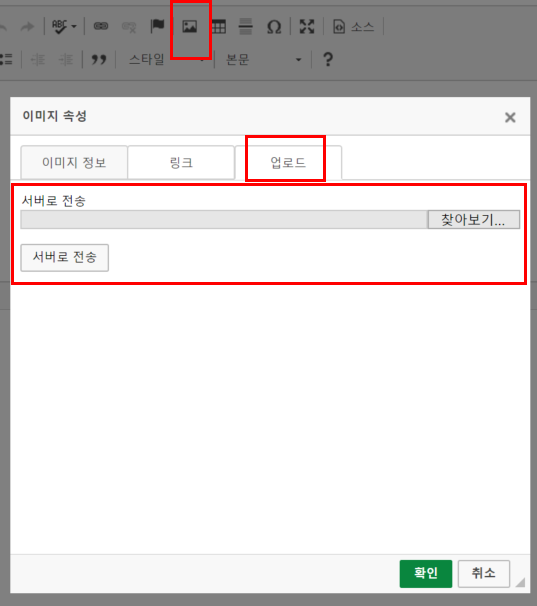 ABC Ω 소스
스타일 본문 ?
이미지 속성
이미지 정보 링크 업로드
서버로 전송
찾아보기...
서버로 전송
확인 취소